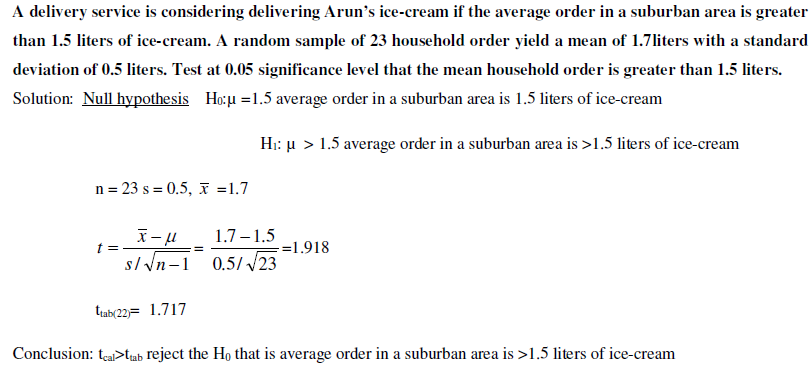 A delivery service is considering delivering Arun’s ice-cream if the average order in a suburban area is greater
than 1.5 liters of ice-cream. A random sample of 23 household order yield a mean of 1.7liters with a standard
deviation of 0.5 liters. Test at 0.05 significance level that the mean household order is greater than 1.5 liters.
Solution: Null hypothesis H₀:μ =1.5 average order in a suburban area is 1.5 liters of ice-cream
H₁: μ > 1.5 average order in a suburban area is >1.5 liters of ice-cream
n = 23 s = 0.5, x̅ =1.7
t = (x̅ − μ) / (s/√n−1) = (1.7 − 1.5) / (0.5/√23) =1.918
t_tab(22)= 1.717
Conclusion: t_cal>t_tab reject the H₀ that is average order in a suburban area is >1.5 liters of ice-cream